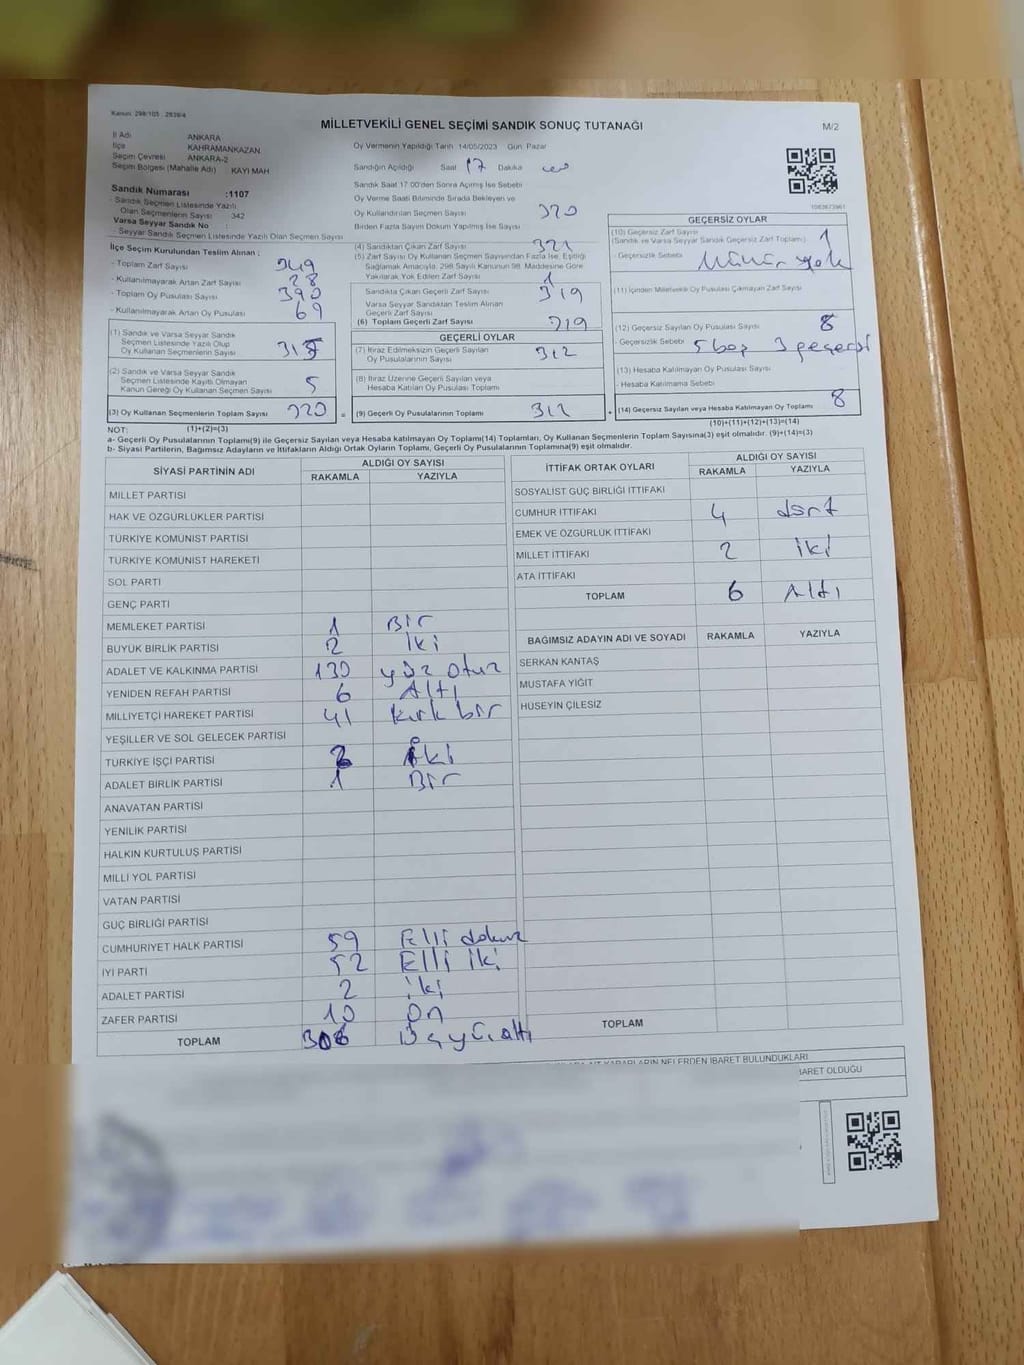 Kanun: 298/105 2839/4
MİLLETVEKİLİ GENEL SEÇİMİ SANDIK SONUÇ TUTANAĞI
M/2
İl Adı ANKARA
İlçe KAHRAMANKAZAN
Seçim Çevresi ANKARA-2
Seçim Bölgesi (Mahalle Adı) KAYI MAH
Sandık Numarası :1107
- Sandık Seçmen Listesinde Yazılı
Olan Seçmenlerin Sayısı 342
Varsa Seyyar Sandık No :
- Seyyar Sandık Seçmen Listesinde Yazılı Olan Seçmen Sayısı
Oy Vermenin Yapıldığı Tarih 14/05/2023 Gün Pazar
Sandığın Açıldığı Saat 17 Dakika
Sandık Saat 17:00'den Sonra Açılmış İse Sebebi
Oy Verme Saati Bitiminde Sırada Bekleyen ve
Oy Kullandırılan Seçmen Sayısı 320
Birden Fazla Sayım Döküm Yapılmış İse Sayısı
İlçe Seçim Kurulundan Teslim Alınan :
- Toplam Zarf Sayısı 349
- Kullanılmayarak Artan Zarf Sayısı 28
- Toplam Oy Pusulası Sayısı 390
- Kullanılmayarak Artan Oy Pusulası 69
(1) Sandık ve Varsa Seyyar Sandık
Seçmen Listesinde Yazılı Olup
Oy Kullanan Seçmenlerin Sayısı 315
(2) Sandık ve Varsa Seyyar Sandık
Seçmen Listesinde Kayıtlı Olmayan
Kanun Gereği Oy Kullanan Seçmen Sayısı 5
(3) Oy Kullanan Seçmenlerin Toplam Sayısı 320
(1)+(2)=(3)
(4) Sandıktan Çıkan Zarf Sayısı 321
(5) Zarf Sayısı Oy Kullanan Seçmen Sayısından Fazla İse, Eşitliği
Sağlamak Amacıyla, 298 Sayılı Kanunun 98. Maddesine Göre
Yakılarak Yok Edilen Zarf Sayısı 1
Sandıkta Çıkan Geçerli Zarf Sayısı 319
Varsa Seyyar Sandıktan Teslim Alınan
Geçerli Zarf Sayısı
(6) Toplam Geçerli Zarf Sayısı 319
GEÇERLİ OYLAR
(7) İtiraz Edilmeksizin Geçerli Sayılan
Oy Pusulalarının Sayısı 312
(8) İtiraz Üzerine Geçerli Sayılan veya
Hesaba Katılan Oy Pusulası Toplamı
= (9) Geçerli Oy Pusulalarının Toplamı 312
1083673961
GEÇERSİZ OYLAR
(10) Geçersiz Zarf Sayısı
(Sandık ve Varsa Seyyar Sandık Geçersiz Zarf Toplamı) 1
- Geçersizlik Sebebi Mühür yok
(11) İçinden Milletvekili Oy Pusulası Çıkmayan Zarf Sayısı
(12) Geçersiz Sayılan Oy Pusulası Sayısı 8
- Geçersizlik Sebebi 5 boş 3 geçersi
(13) Hesaba Katılmayan Oy Pusulası Sayısı
- Hesaba Katılmama Sebebi
+ (14) Geçersiz Sayılan veya Hesaba Katılmayan Oy Toplamı 8
(10)+(11)+(12)+(13)=(14)
NOT:
a- Geçerli Oy Pusulalarının Toplamı(9) ile Geçersiz Sayılan veya Hesaba katılmayan Oy Toplam(14) Toplamları, Oy Kullanan Seçmenlerin Toplam Sayısına(3) eşit olmalıdır. (9)+(14)=(3)
b- Siyasi Partilerin, Bağımsız Adayların ve İttifakların Aldığı Ortak Oyların Toplamı, Geçerli Oy Pusulalarının Toplamına(9) eşit olmalıdır.
SİYASİ PARTİNİN ADI ALDIĞI OY SAYISI
RAKAMLA YAZIYLA
MİLLET PARTİSİ
HAK VE ÖZGÜRLÜKLER PARTİSİ
TÜRKİYE KOMÜNİST PARTİSİ
TÜRKİYE KOMÜNİST HAREKETİ
SOL PARTİ
GENÇ PARTİ
MEMLEKET PARTİSİ 1 Bir
BÜYÜK BİRLİK PARTİSİ 2 İki
ADALET VE KALKINMA PARTİSİ 130 yüz otuz
YENİDEN REFAH PARTİSİ 6 Altı
MİLLİYETÇİ HAREKET PARTİSİ 41 kırk bir
YEŞİLLER VE SOL GELECEK PARTİSİ
TÜRKİYE İŞÇİ PARTİSİ 2 iki
ADALET BİRLİK PARTİSİ 1 Bir
ANAVATAN PARTİSİ
YENİLİK PARTİSİ
HALKIN KURTULUŞ PARTİSİ
MİLLİ YOL PARTİSİ
VATAN PARTİSİ
GÜÇ BİRLİĞİ PARTİSİ
CUMHURİYET HALK PARTİSİ 59 Elli dokuz
İYİ PARTİ 52 Elli iki
ADALET PARTİSİ 2 iki
ZAFER PARTİSİ 10 On
TOPLAM 306 Üçyüzaltı
İTTİFAK ORTAK OYLARI ALDIĞI OY SAYISI
RAKAMLA YAZIYLA
SOSYALİST GÜÇ BİRLİĞİ İTTİFAKI
CUMHUR İTTİFAKI 4 dört
EMEK VE ÖZGÜRLÜK İTTİFAKI
MİLLET İTTİFAKI 2 iki
ATA İTTİFAKI
TOPLAM 6 Altı
BAĞIMSIZ ADAYIN ADI VE SOYADI RAKAMLA YAZIYLA
SERKAN KANTAŞ
MUSTAFA YİĞİT
HÜSEYİN ÇİLESİZ
TOPLAM
NELERDEN İBARET BULUNDUKLARI
İBARET OLDUĞU